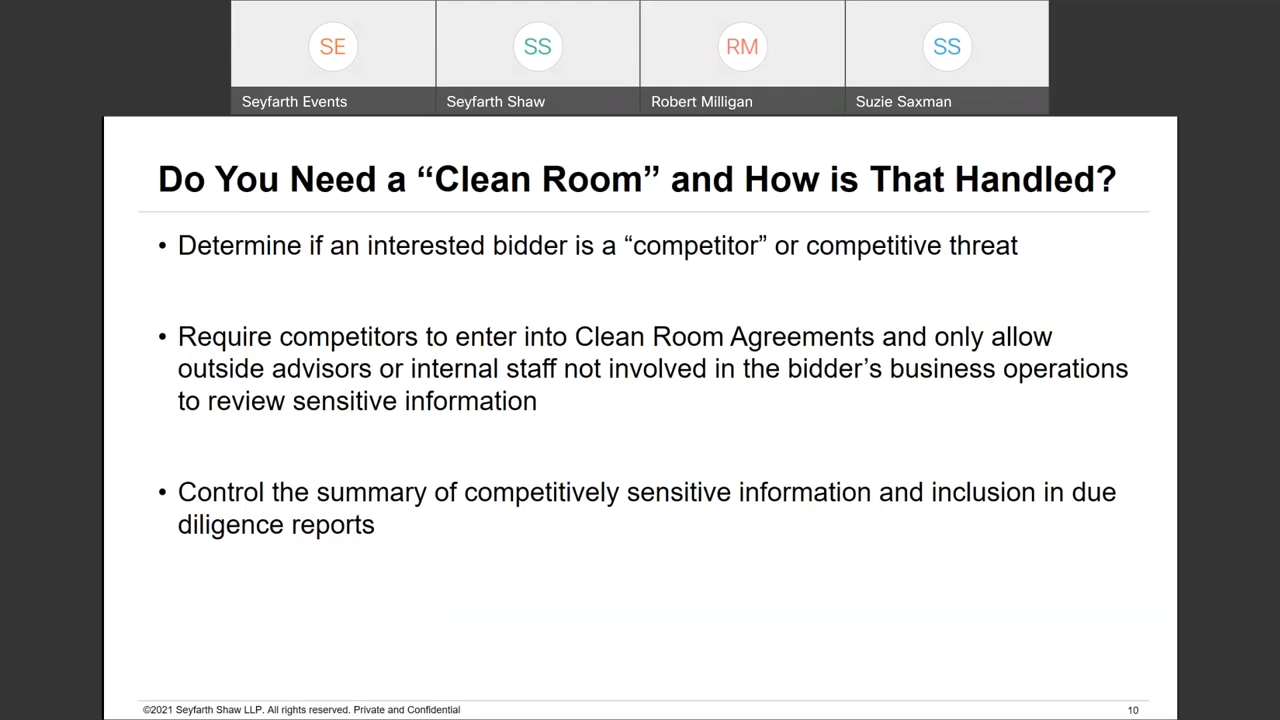 SE
SS
RM
SS
Seyfarth Events
Seyfarth Shaw
Robert Milligan
Suzie Saxman
Do You Need a “Clean Room” and How is That Handled?
• Determine if an interested bidder is a “competitor” or competitive threat
• Require competitors to enter into Clean Room Agreements and only allow
outside advisors or internal staff not involved in the bidder’s business operations
to review sensitive information
• Control the summary of competitively sensitive information and inclusion in due
diligence reports
©2021 Seyfarth Shaw LLP. All rights reserved. Private and Confidential
10